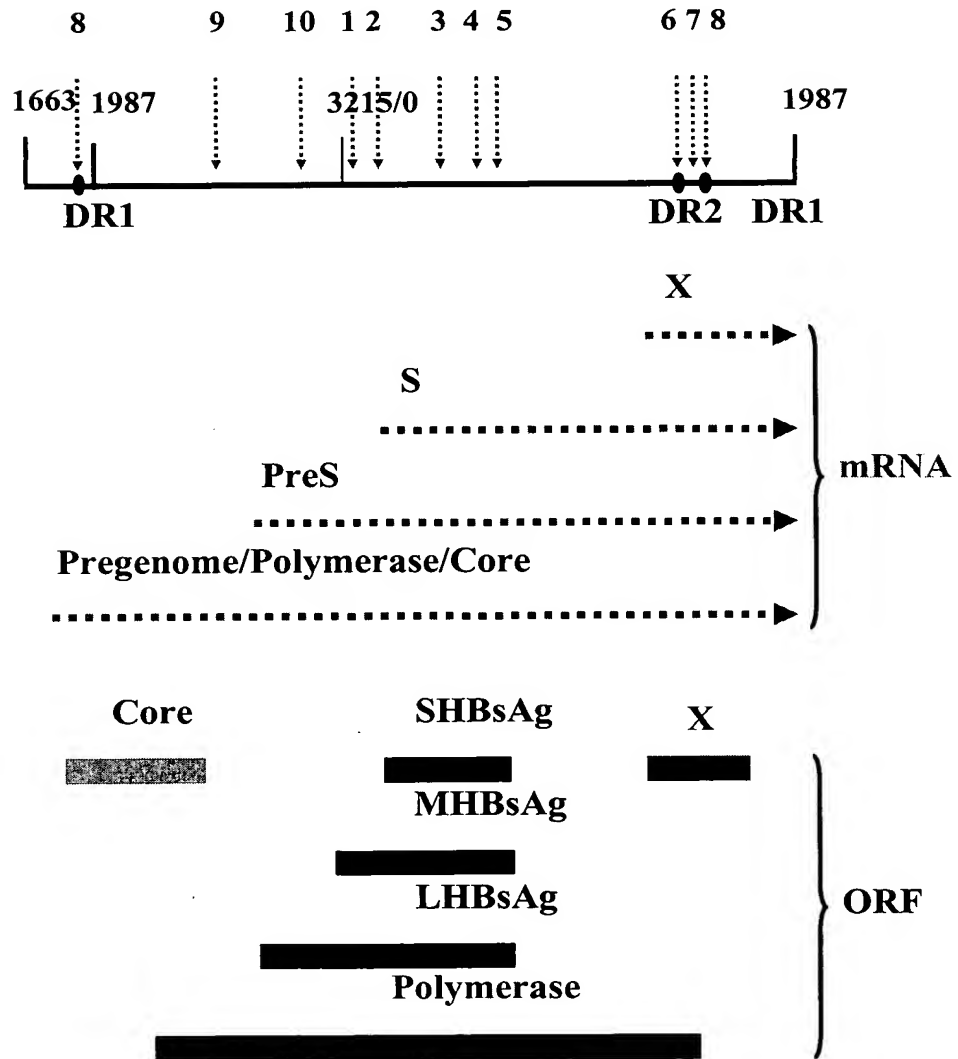 8 9 10 1 2 3 4 5 6 7 8
1663 1987 3215/0 1987
DR1 DR2 DR1
X
S
PreS
Pregenome/Polymerase/Core
mRNA
Core SHBsAg X
MHBsAg
LHBsAg
ORF
Polymerase